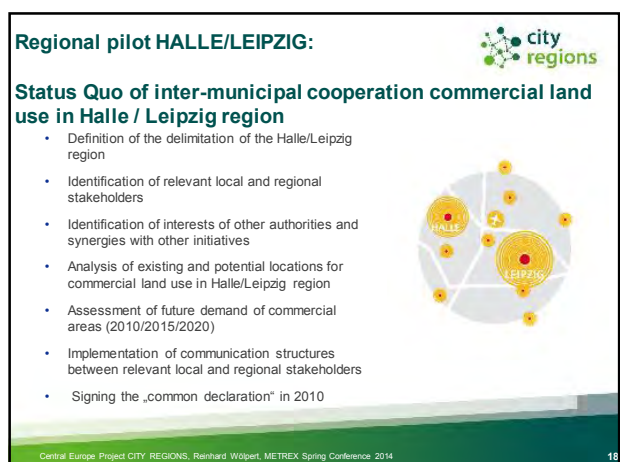 Regional pilot HALLE/LEIPZIG:
city
regions
Status Quo of inter-municipal cooperation commercial land
use in Halle / Leipzig region
• Definition of the delimitation of the Halle/Leipzig
region
• Identification of relevant local and regional
stakeholders
• Identification of interests of other authorities and
synergies with other initiatives
• Analysis of existing and potential locations for
commercial land use in Halle/Leipzig region
• Assessment of future demand of commercial
areas (2010/2015/2020)
• Implementation of communication structures
between relevant local and regional stakeholders
• Signing the „common declaration“ in 2010
HALLE
LEIPZIG
Central Europe Project CITY REGIONS, Reinhard Wölpert, METREX Spring Conference 2014
18